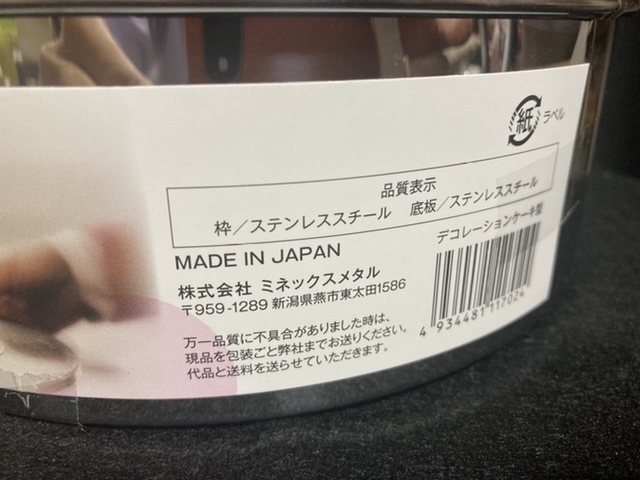 紙 ラベル
品質表示
枠／ステンレススチール 底板／ステンレススチール
MADE IN JAPAN
デコレーションケーキ型
株式会社 ミネックスメタル
〒959-1289 新潟県燕市東太田1586
万一品質に不具合がありました時は、
現品を包装ごと弊社までお送りください。
代品と送料を送らせていただきます。
4 934481 117024